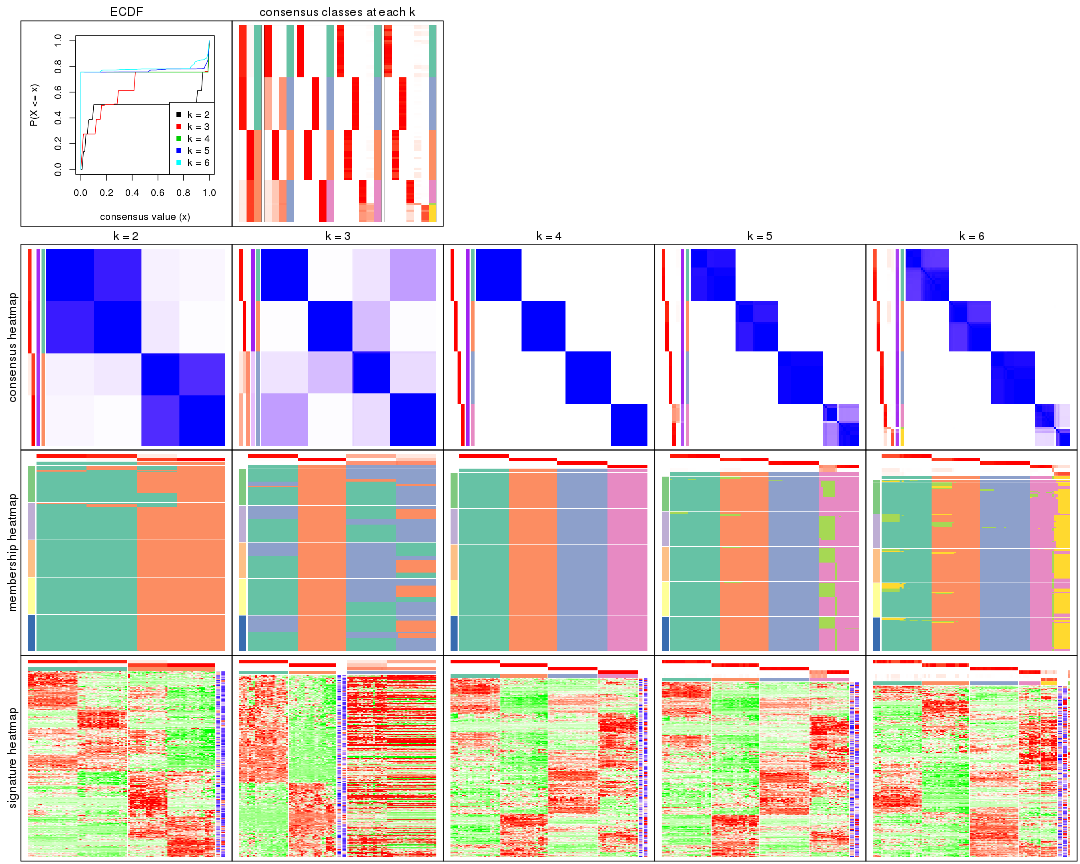 ECDF
consensus classes at each k
P(X <= x)
1.0
0.8
0.6
0.4
0.2
0.0
k = 2
k = 3
k = 4
k = 5
k = 6
0.0 0.2 0.4 0.6 0.8 1.0
consensus value (x)
k = 2
k = 3
k = 4
k = 5
k = 6
consensus heatmap
membership heatmap
signature heatmap